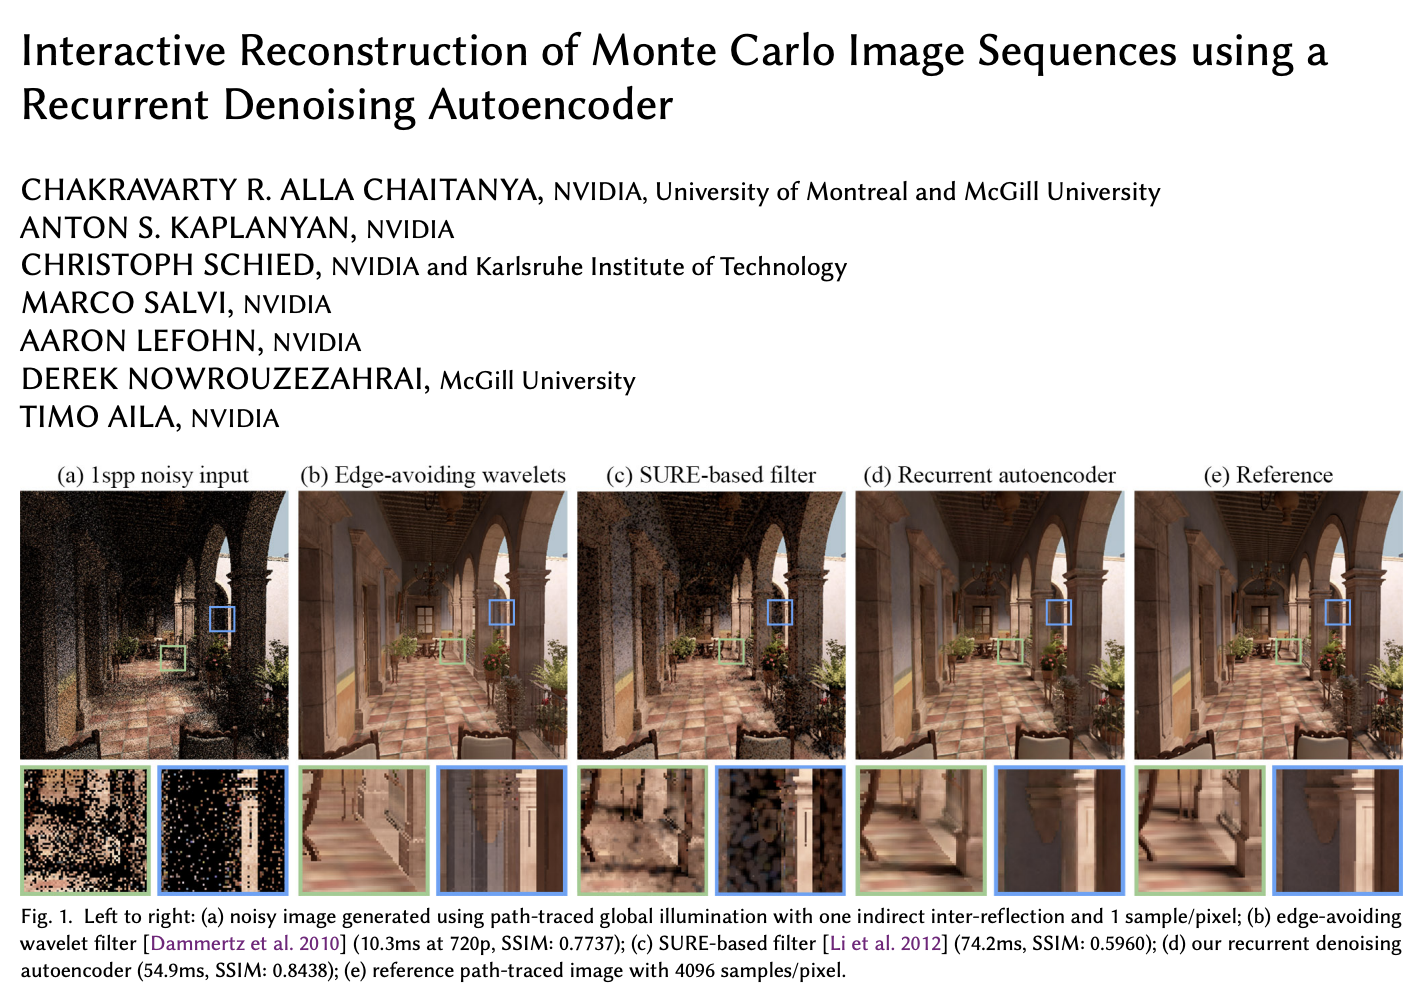 Interactive Reconstruction of Monte Carlo Image Sequences using a
Recurrent Denoising Autoencoder
CHAKRAVARTY R. ALLA CHAITANYA, NVIDIA, University of Montreal and McGill University
ANTON S. KAPLANYAN, NVIDIA
CHRISTOPH SCHIED, NVIDIA and Karlsruhe Institute of Technology
MARCO SALVI, NVIDIA
AARON LEFOHN, NVIDIA
DEREK NOWROUZEZAHRAI, McGill University
TIMO AILA, NVIDIA
(a) 1spp noisy input (b) Edge-avoiding wavelets (c) SURE-based filter (d) Recurrent autoencoder (e) Reference
Fig. 1. Left to right: (a) noisy image generated using path-traced global illumination with one indirect inter-reflection and 1 sample/pixel; (b) edge-avoiding
wavelet filter [Dammertz et al. 2010] (10.3ms at 720p, SSIM: 0.7737); (c) SURE-based filter [Li et al. 2012] (74.2ms, SSIM: 0.5960); (d) our recurrent denoising
autoencoder (54.9ms, SSIM: 0.8438); (e) reference path-traced image with 4096 samples/pixel.